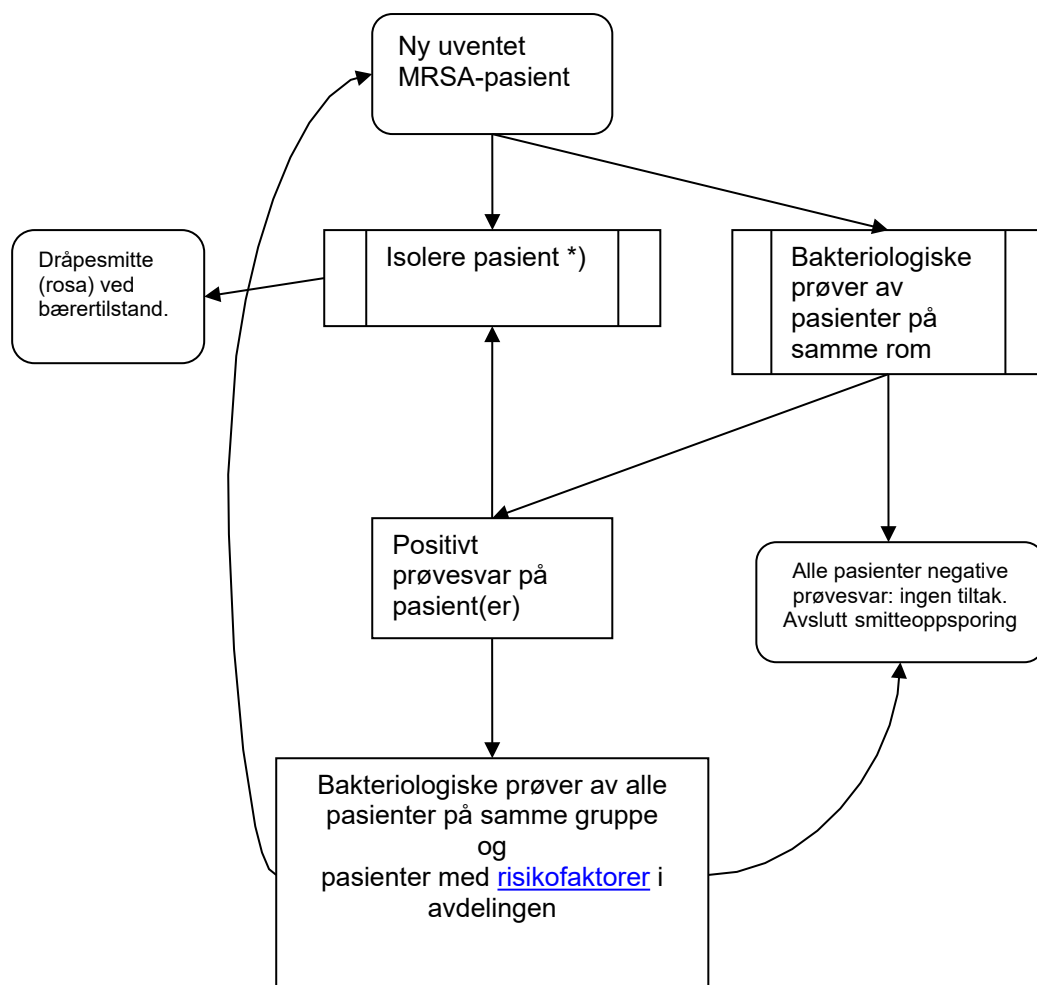 Ny uventet
MRSA-pasient
Dråpesmitte
(rosa) ved
bærertilstand.
Isolere pasient *)
Bakteriologiske
prøver av
pasienter på
samme rom
Positivt
prøvesvar på
pasient(er)
Alle pasienter negative
prøvesvar: ingen tiltak.
Avslutt smitteoppsporing
Bakteriologiske prøver av alle
pasienter på samme gruppe
og
pasienter med risikofaktorer i
avdelingen